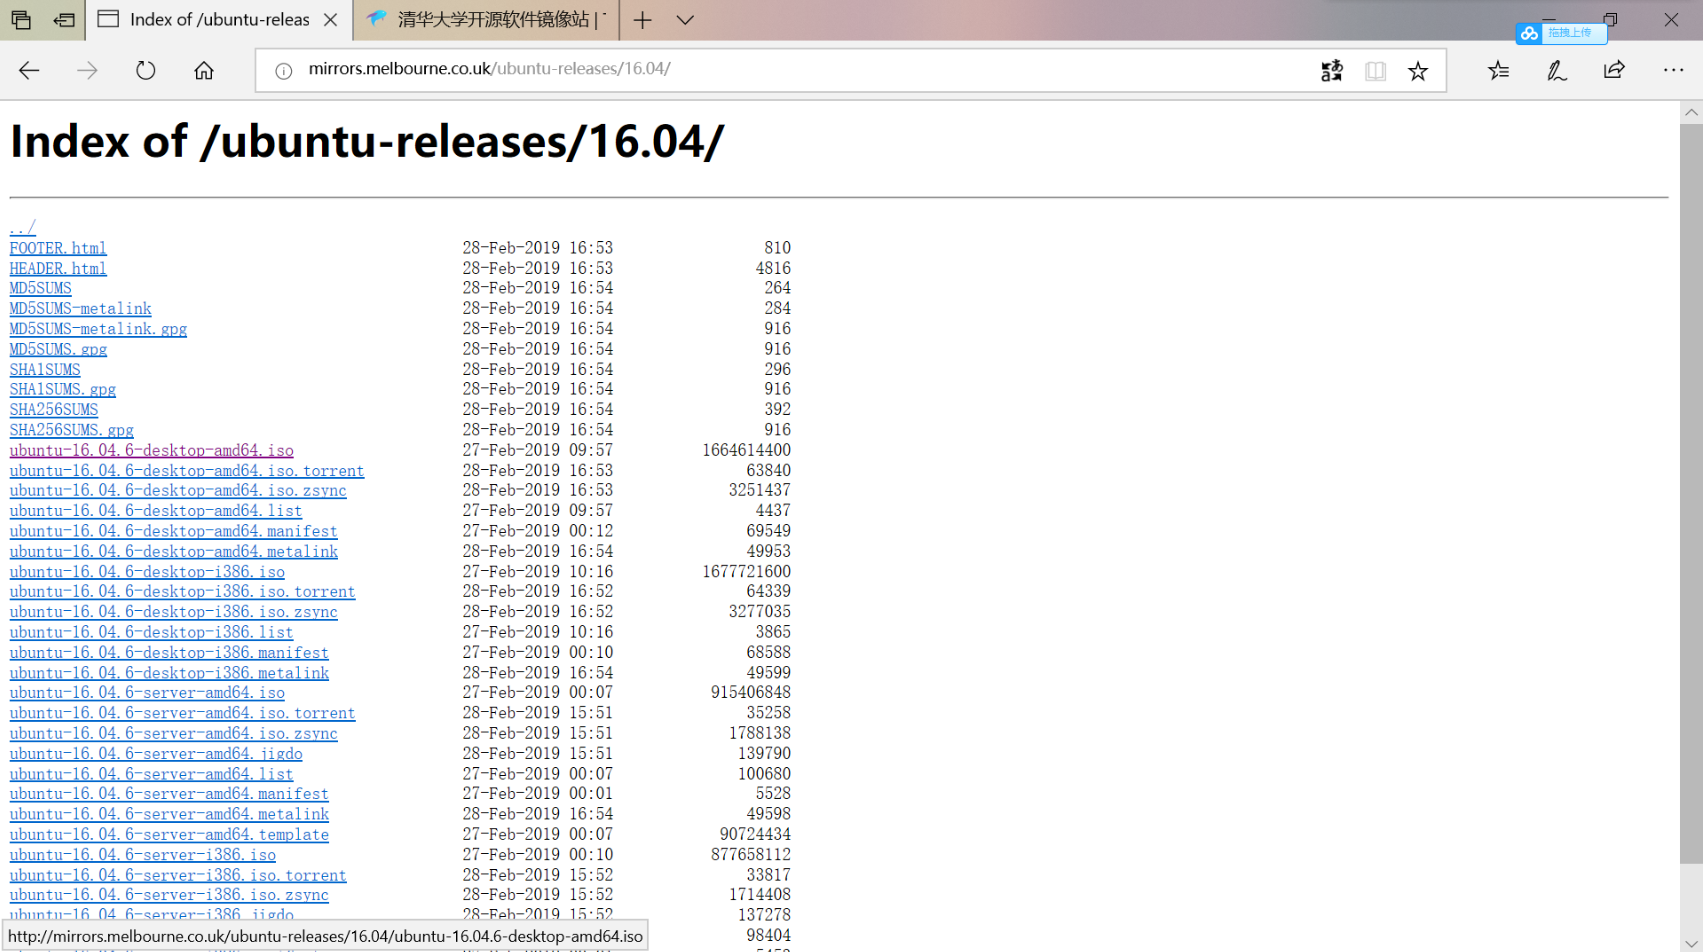 Index of /ubuntu-releas
清华大学开源软件镜像站 |
拖拽上传
mirrors.melbourne.co.uk/ubuntu-releases/16.04/
Index of /ubuntu-releases/16.04/
../
FOOTER.html 28-Feb-2019 16:53 810
HEADER.html 28-Feb-2019 16:53 4816
MD5SUMS 28-Feb-2019 16:54 264
MD5SUMS-metalink 28-Feb-2019 16:54 284
MD5SUMS-metalink.gpg 28-Feb-2019 16:54 916
MD5SUMS.gpg 28-Feb-2019 16:54 916
SHA1SUMS 28-Feb-2019 16:54 296
SHA1SUMS.gpg 28-Feb-2019 16:54 916
SHA256SUMS 28-Feb-2019 16:54 392
SHA256SUMS.gpg 28-Feb-2019 16:54 916
ubuntu-16.04.6-desktop-amd64.iso 27-Feb-2019 09:57 1664614400
ubuntu-16.04.6-desktop-amd64.iso.torrent 28-Feb-2019 16:53 63840
ubuntu-16.04.6-desktop-amd64.iso.zsync 28-Feb-2019 16:53 3251437
ubuntu-16.04.6-desktop-amd64.list 27-Feb-2019 09:57 4437
ubuntu-16.04.6-desktop-amd64.manifest 27-Feb-2019 00:12 69549
ubuntu-16.04.6-desktop-amd64.metalink 28-Feb-2019 16:54 49953
ubuntu-16.04.6-desktop-i386.iso 27-Feb-2019 10:16 1677721600
ubuntu-16.04.6-desktop-i386.iso.torrent 28-Feb-2019 16:52 64339
ubuntu-16.04.6-desktop-i386.iso.zsync 28-Feb-2019 16:52 3277035
ubuntu-16.04.6-desktop-i386.list 27-Feb-2019 10:16 3865
ubuntu-16.04.6-desktop-i386.manifest 27-Feb-2019 00:10 68588
ubuntu-16.04.6-desktop-i386.metalink 28-Feb-2019 16:54 49599
ubuntu-16.04.6-server-amd64.iso 27-Feb-2019 00:07 915406848
ubuntu-16.04.6-server-amd64.iso.torrent 28-Feb-2019 15:51 35258
ubuntu-16.04.6-server-amd64.iso.zsync 28-Feb-2019 15:51 1788138
ubuntu-16.04.6-server-amd64.jigdo 28-Feb-2019 15:51 139790
ubuntu-16.04.6-server-amd64.list 27-Feb-2019 00:07 100680
ubuntu-16.04.6-server-amd64.manifest 27-Feb-2019 00:01 5528
ubuntu-16.04.6-server-amd64.metalink 28-Feb-2019 16:54 49598
ubuntu-16.04.6-server-amd64.template 27-Feb-2019 00:07 90724434
ubuntu-16.04.6-server-i386.iso 27-Feb-2019 00:10 877658112
ubuntu-16.04.6-server-i386.iso.torrent 28-Feb-2019 15:52 33817
ubuntu-16.04.6-server-i386.iso.zsync 28-Feb-2019 15:52 1714408
ubuntu-16.04.6-server-i386.jigdo 28-Feb-2019 15:52 137278
98404
http://mirrors.melbourne.co.uk/ubuntu-releases/16.04/ubuntu-16.04.6-desktop-amd64.iso